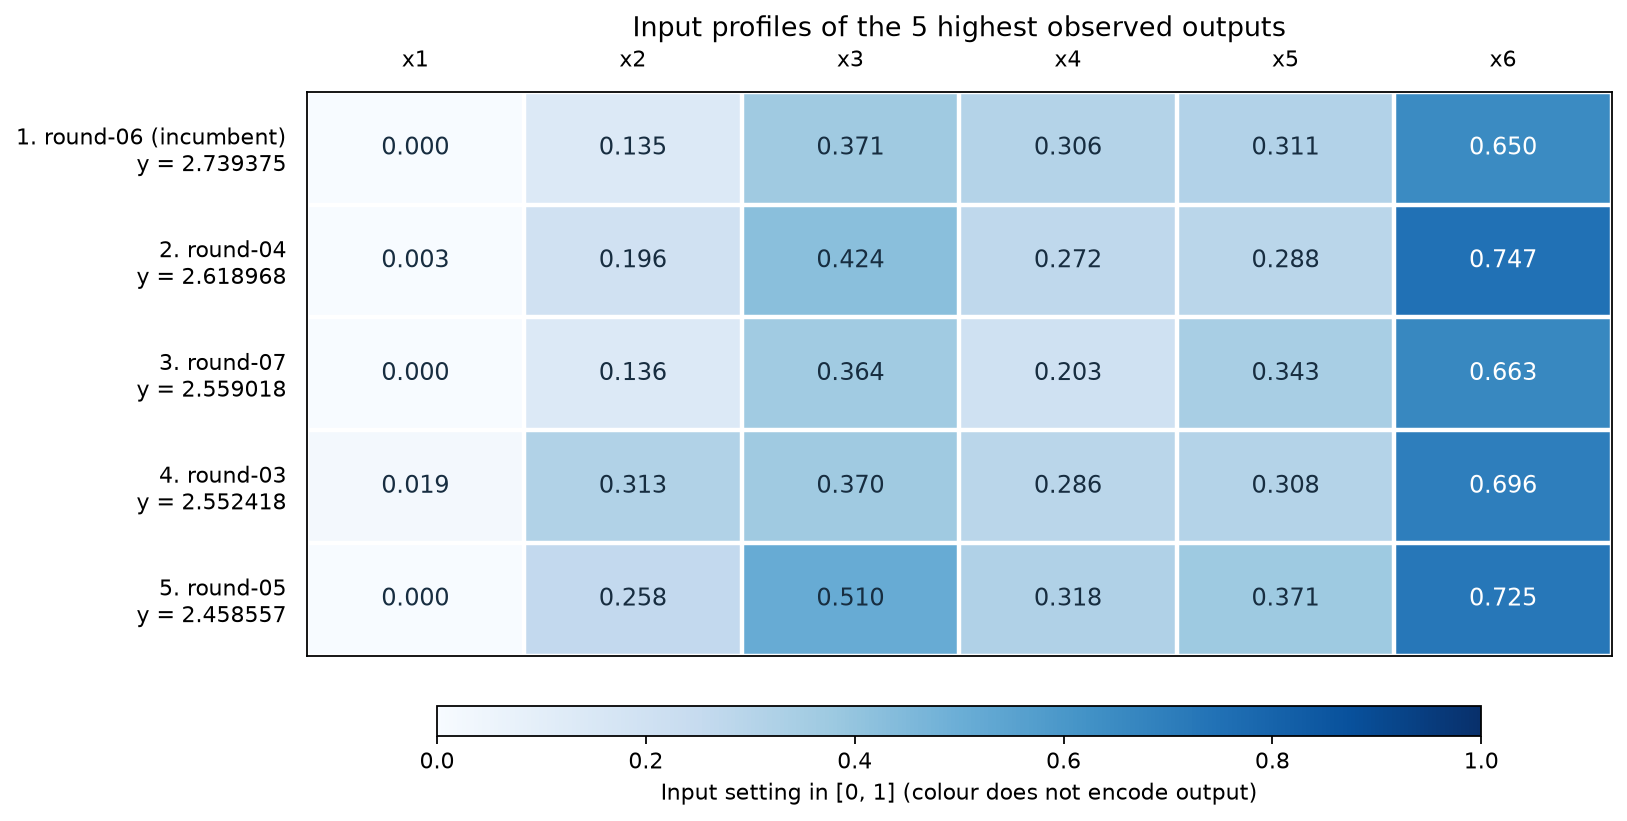 Input profiles of the 5 highest observed outputs
x1 x2 x3 x4 x5 x6
1. round-06 (incumbent)
y = 2.739375
0.000 0.135 0.371 0.306 0.311 0.650
2. round-04
y = 2.618968
0.003 0.196 0.424 0.272 0.288 0.747
3. round-07
y = 2.559018
0.000 0.136 0.364 0.203 0.343 0.663
4. round-03
y = 2.552418
0.019 0.313 0.370 0.286 0.308 0.696
5. round-05
y = 2.458557
0.000 0.258 0.510 0.318 0.371 0.725
0.0 0.2 0.4 0.6 0.8 1.0
Input setting in [0, 1] (colour does not encode output)